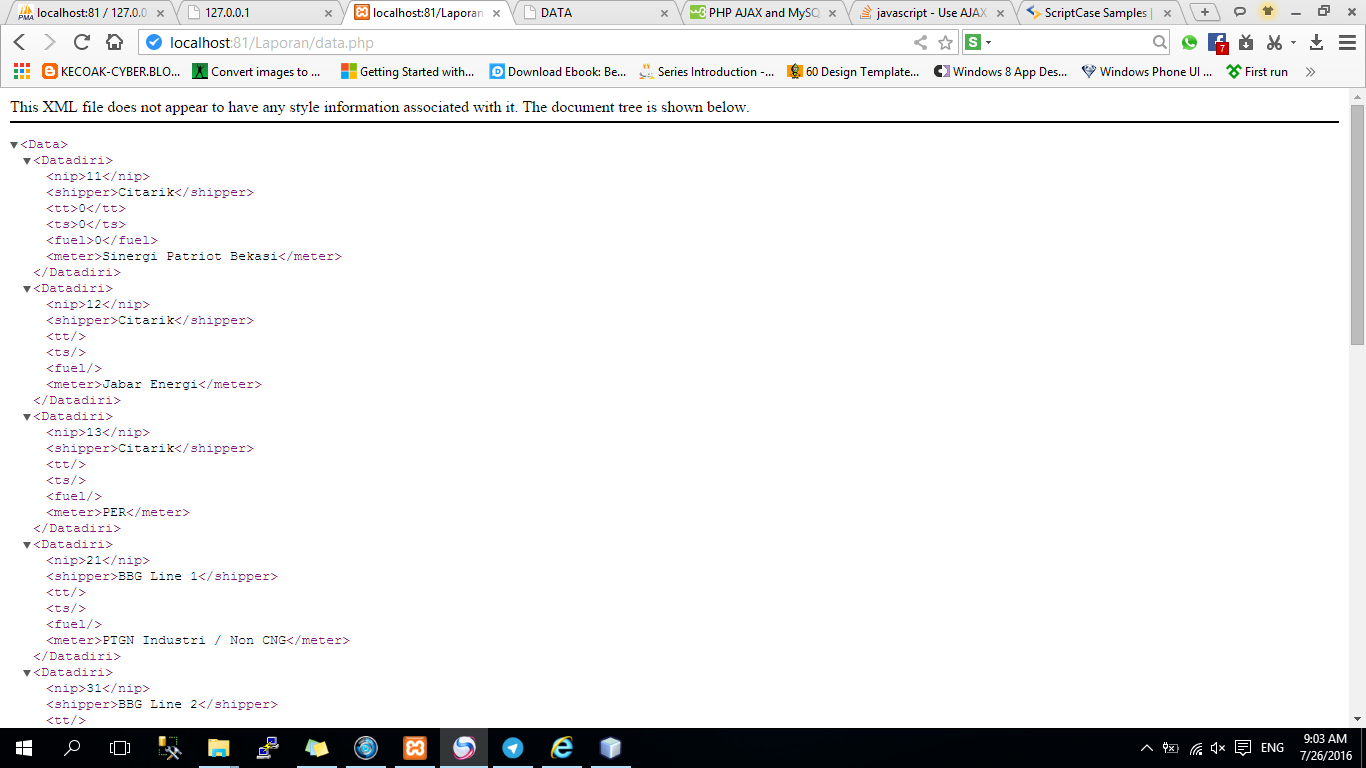 localhost:81 / 127.0.0
127.0.0.1
localhost:81/Laporan
DATA
PHP AJAX and MySQ
javascript - Use AJAX
ScriptCase Samples |
localhost:81/Laporan/data.php
S
7
KECOAK-CYBER.BLO...
Convert images to ...
Getting Started with...
Download Ebook: Be...
Series Introduction -...
60 Design Template...
Windows 8 App Des...
Windows Phone UI ...
First run
This XML file does not appear to have any style information associated with it. The document tree is shown below.
<Data>
<Datadiri>
<nip>11</nip>
<shipper>Citarik</shipper>
<tt>0</tt>
<ts>0</ts>
<fuel>0</fuel>
<meter>Sinergi Patriot Bekasi</meter>
</Datadiri>
<Datadiri>
<nip>12</nip>
<shipper>Citarik</shipper>
<tt/>
<ts/>
<fuel/>
<meter>Jabar Energi</meter>
</Datadiri>
<Datadiri>
<nip>13</nip>
<shipper>Citarik</shipper>
<tt/>
<ts/>
<fuel/>
<meter>PER</meter>
</Datadiri>
<Datadiri>
<nip>21</nip>
<shipper>BBG Line 1</shipper>
<tt/>
<ts/>
<fuel/>
<meter>PTGN Industri / Non CNG</meter>
</Datadiri>
<Datadiri>
<nip>31</nip>
<shipper>BBG Line 2</shipper>
<tt/>
ENG
9:03 AM
7/26/2016